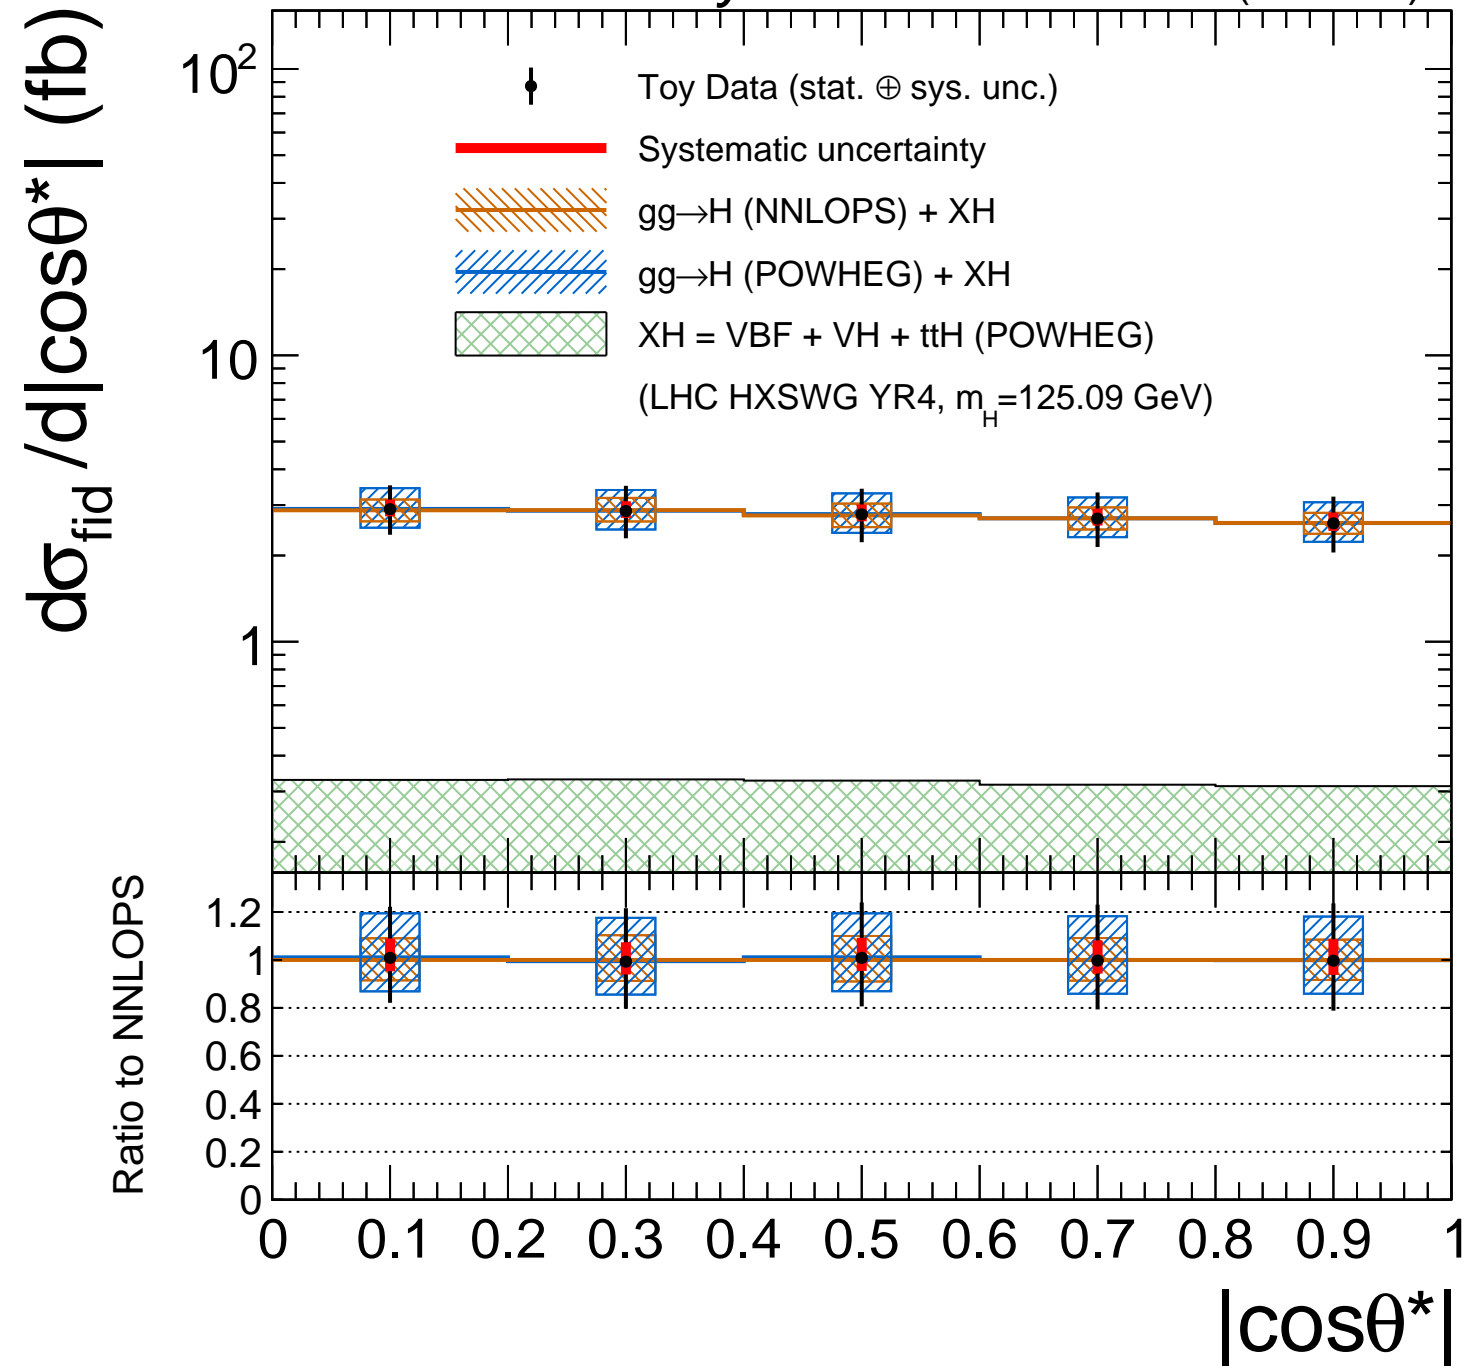 dσfid /d|cosθ*| (fb)
10²
10
1
Toy Data (stat. ⊕ sys. unc.)
Systematic uncertainty
gg→H (NNLOPS) + XH
gg→H (POWHEG) + XH
XH = VBF + VH + ttH (POWHEG)
(LHC HXSWG YR4, mH=125.09 GeV)
Ratio to NNLOPS
1.2
1
0.8
0.6
0.4
0.2
0
0 0.1 0.2 0.3 0.4 0.5 0.6 0.7 0.8 0.9 1
|cosθ*|